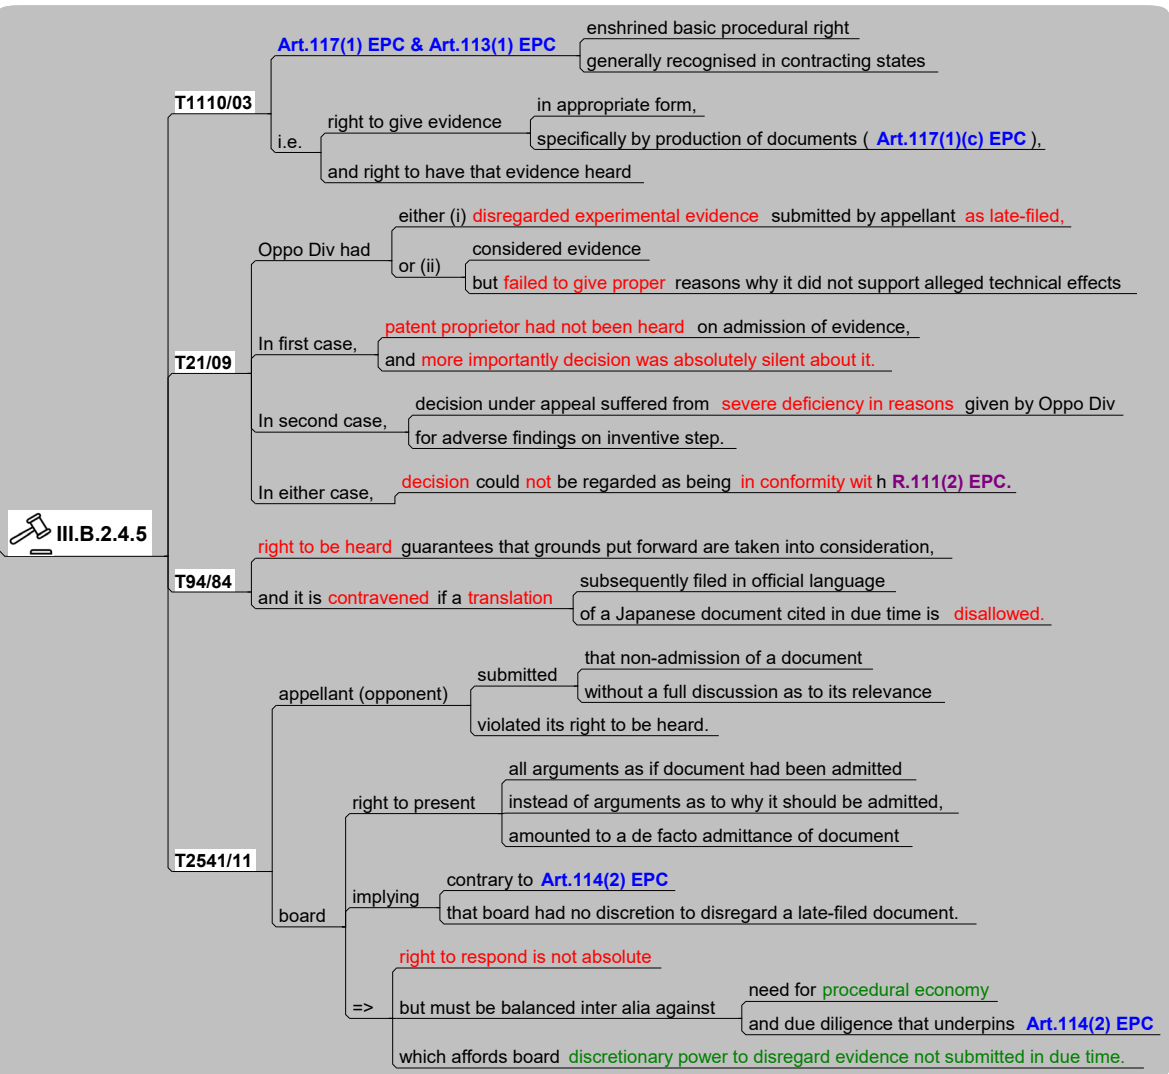 III.B.2.4.5
T1110/03
Art.117(1) EPC & Art.113(1) EPC
enshrined basic procedural right
generally recognised in contracting states
i.e.
right to give evidence
in appropriate form,
specifically by production of documents ( Art.117(1)(c) EPC ),
and right to have that evidence heard
T21/09
Oppo Div had
either (i) disregarded experimental evidence submitted by appellant as late-filed,
or (ii)
considered evidence
but failed to give proper reasons why it did not support alleged technical effects
In first case,
patent proprietor had not been heard on admission of evidence,
and more importantly decision was absolutely silent about it.
In second case,
decision under appeal suffered from severe deficiency in reasons given by Oppo Div
for adverse findings on inventive step.
In either case,
decision could not be regarded as being in conformity with R.111(2) EPC.
T94/84
right to be heard guarantees that grounds put forward are taken into consideration,
and it is contravened if a translation
subsequently filed in official language
of a Japanese document cited in due time is disallowed.
T2541/11
appellant (opponent)
submitted
that non-admission of a document
without a full discussion as to its relevance
violated its right to be heard.
board
right to present
all arguments as if document had been admitted
instead of arguments as to why it should be admitted,
amounted to a de facto admittance of document
implying
contrary to Art.114(2) EPC
that board had no discretion to disregard a late-filed document.
=>
right to respond is not absolute
but must be balanced inter alia against
need for procedural economy
and due diligence that underpins Art.114(2) EPC
which affords board discretionary power to disregard evidence not submitted in due time.